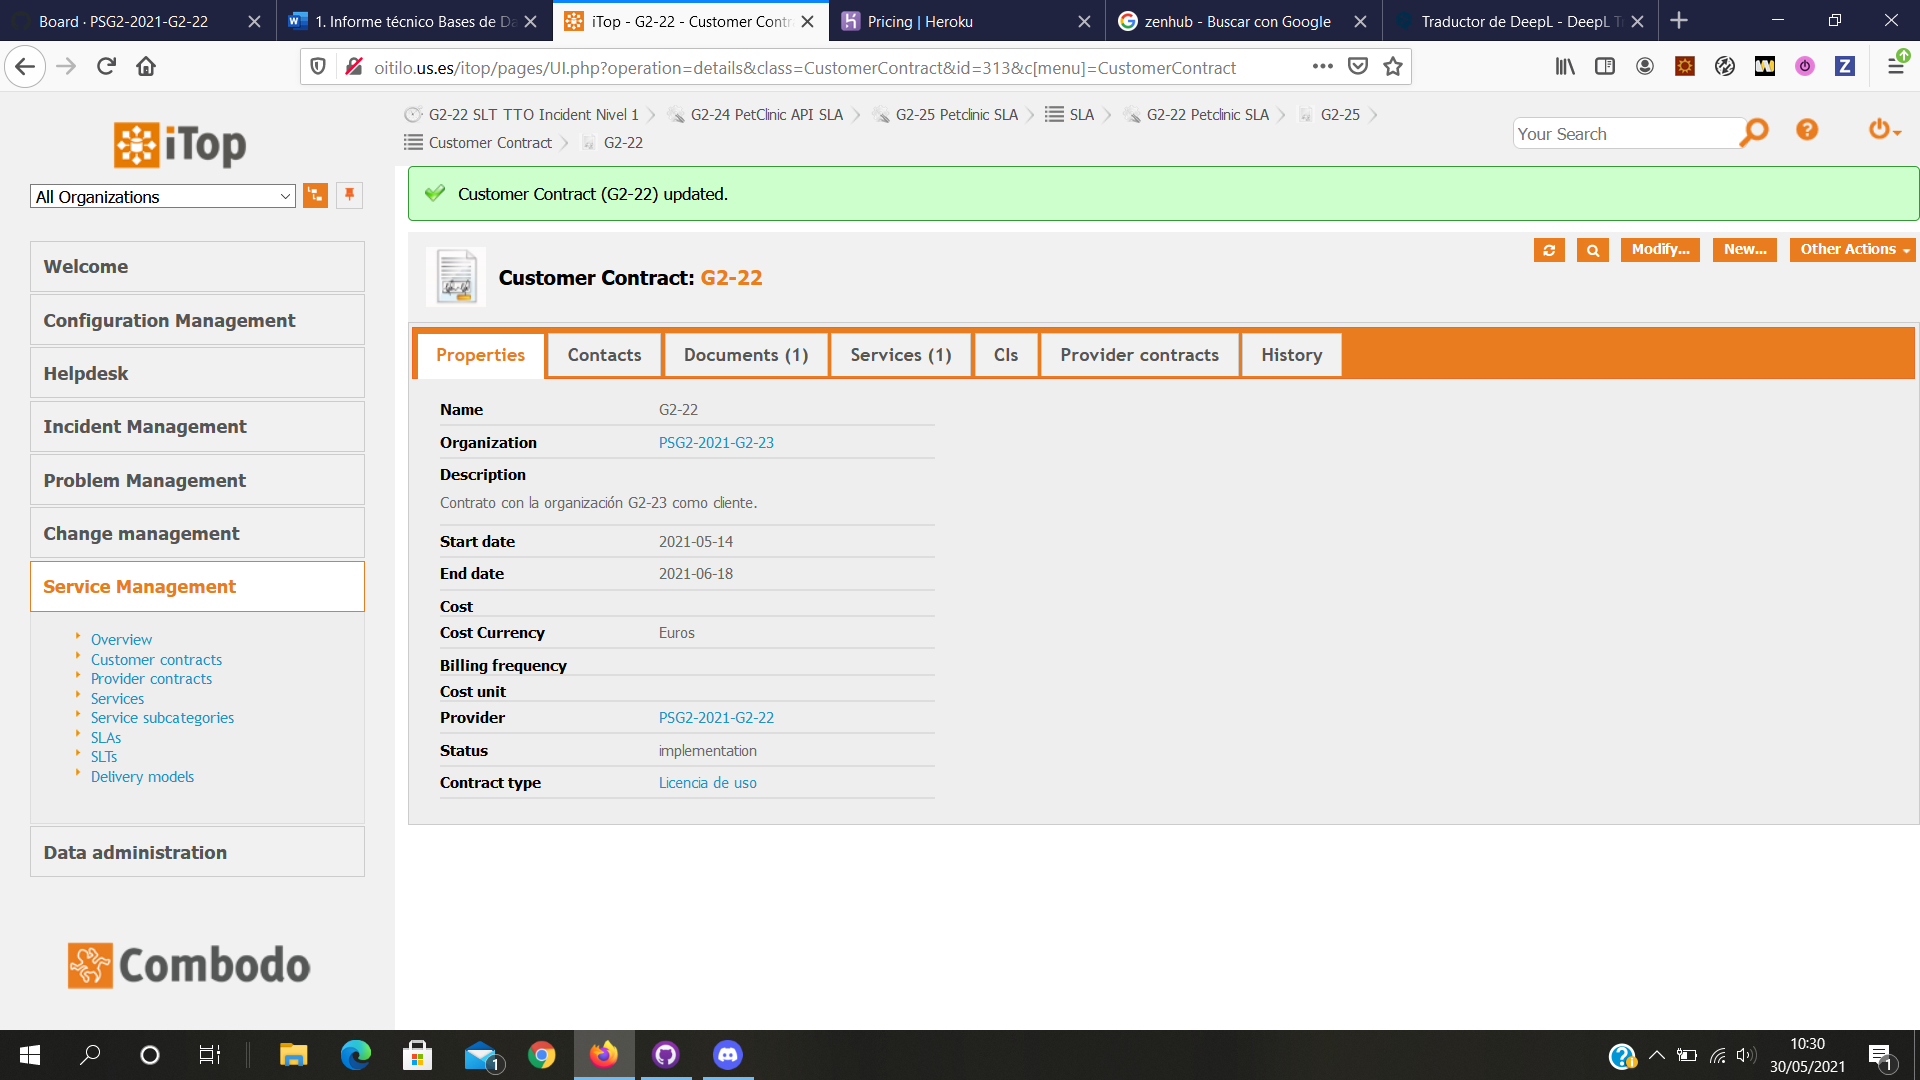 Board · PSG2-2021-G2-22
1. Informe técnico Bases de Da
iTop - G2-22 - Customer Contra
Pricing | Heroku
zenhub - Buscar con Google
Traductor de DeepL - DeepL T
oitilo.us.es/itop/pages/UI.php?operation=details&class=CustomerContract&id=313&c[menu]=CustomerContract
iTop
All Organizations
G2-22 SLT TTO Incident Nivel 1
G2-24 PetClinic API SLA
G2-25 Petclinic SLA
SLA
G2-22 Petclinic SLA
G2-25
Customer Contract
G2-22
Your Search
Customer Contract (G2-22) updated.
Customer Contract: G2-22
Modify...
New...
Other Actions
Properties
Contacts
Documents (1)
Services (1)
CIs
Provider contracts
History
Name G2-22
Organization PSG2-2021-G2-23
Description
Contrato con la organización G2-23 como cliente.
Start date 2021-05-14
End date 2021-06-18
Cost
Cost Currency Euros
Billing frequency
Cost unit
Provider PSG2-2021-G2-22
Status implementation
Contract type Licencia de uso
Welcome
Configuration Management
Helpdesk
Incident Management
Problem Management
Change management
Service Management
Overview
Customer contracts
Provider contracts
Services
Service subcategories
SLAs
SLTs
Delivery models
Data administration
Combodo
1
10:30
30/05/2021
1